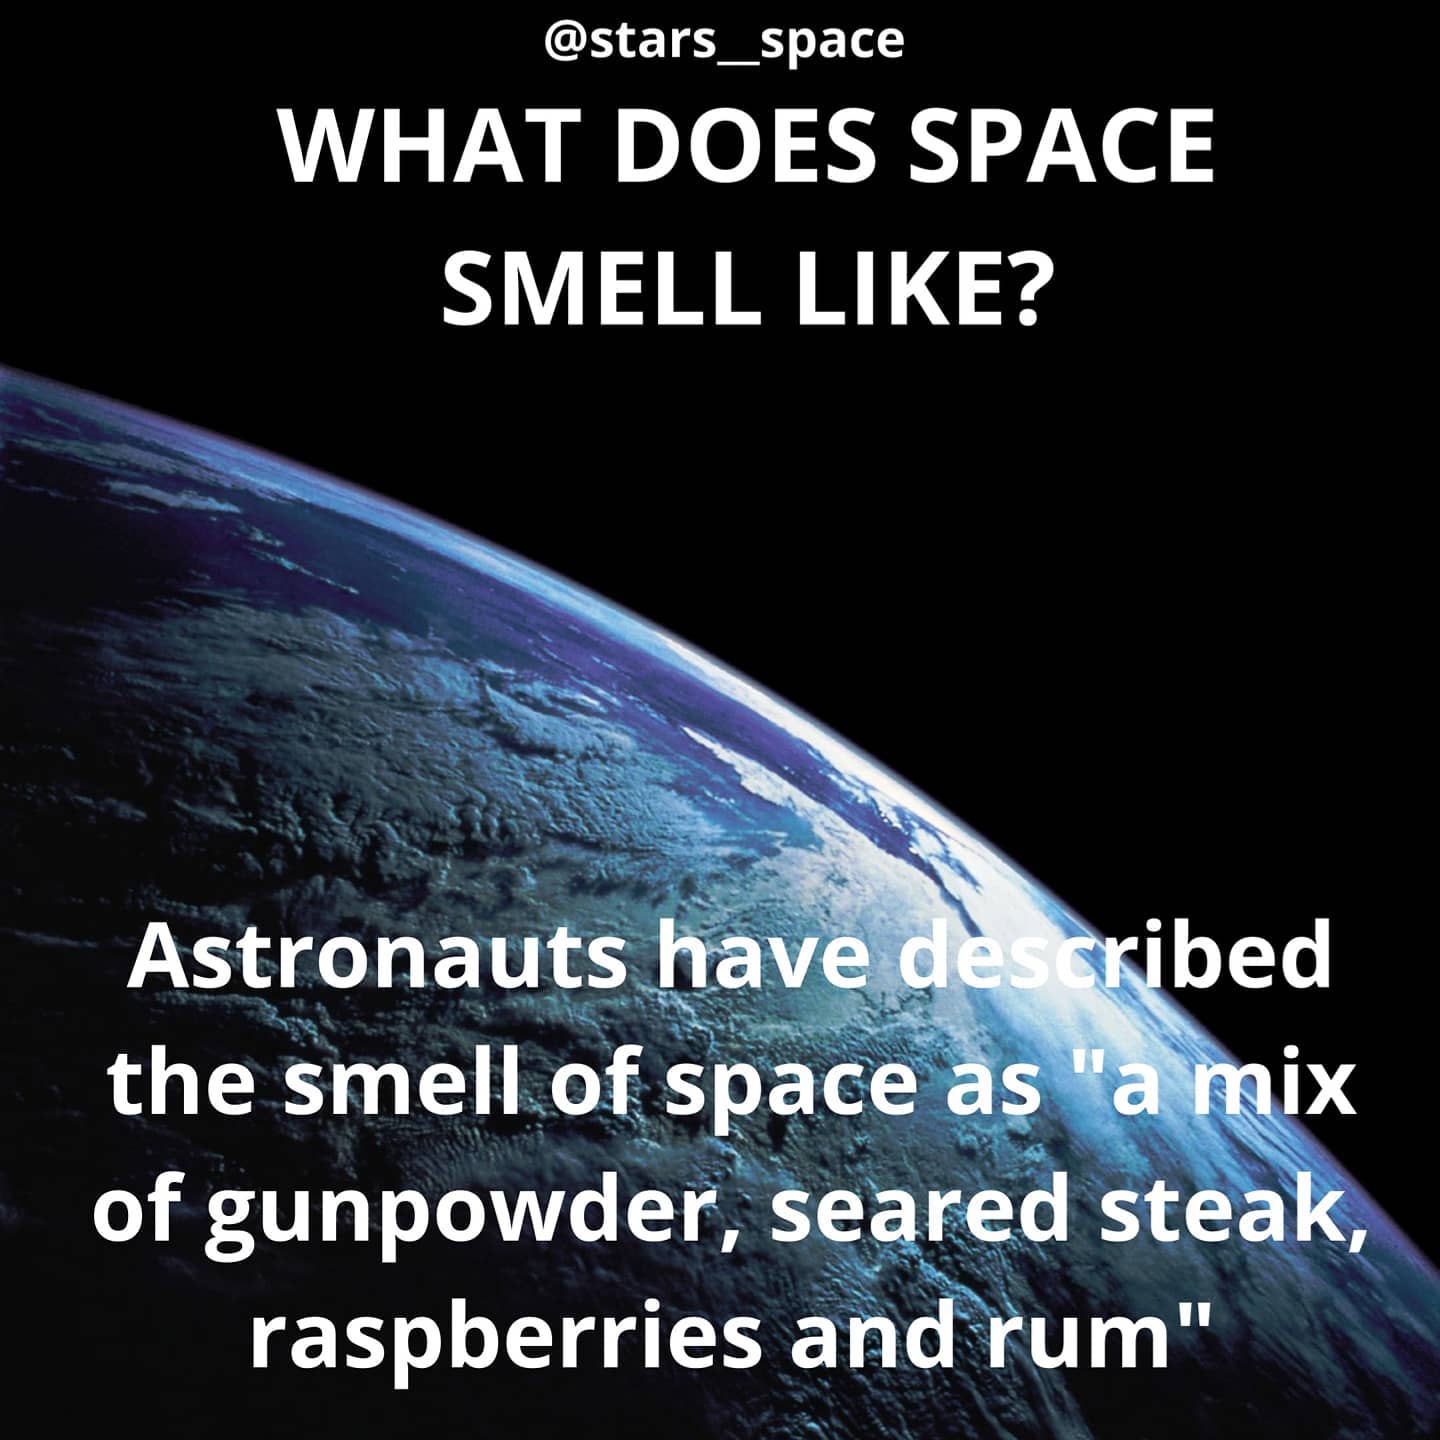 @stars__space
WHAT DOES SPACE
SMELL LIKE?
Astronauts have described
the smell of space as "a mix
of gunpowder, seared steak,
raspberries and rum"